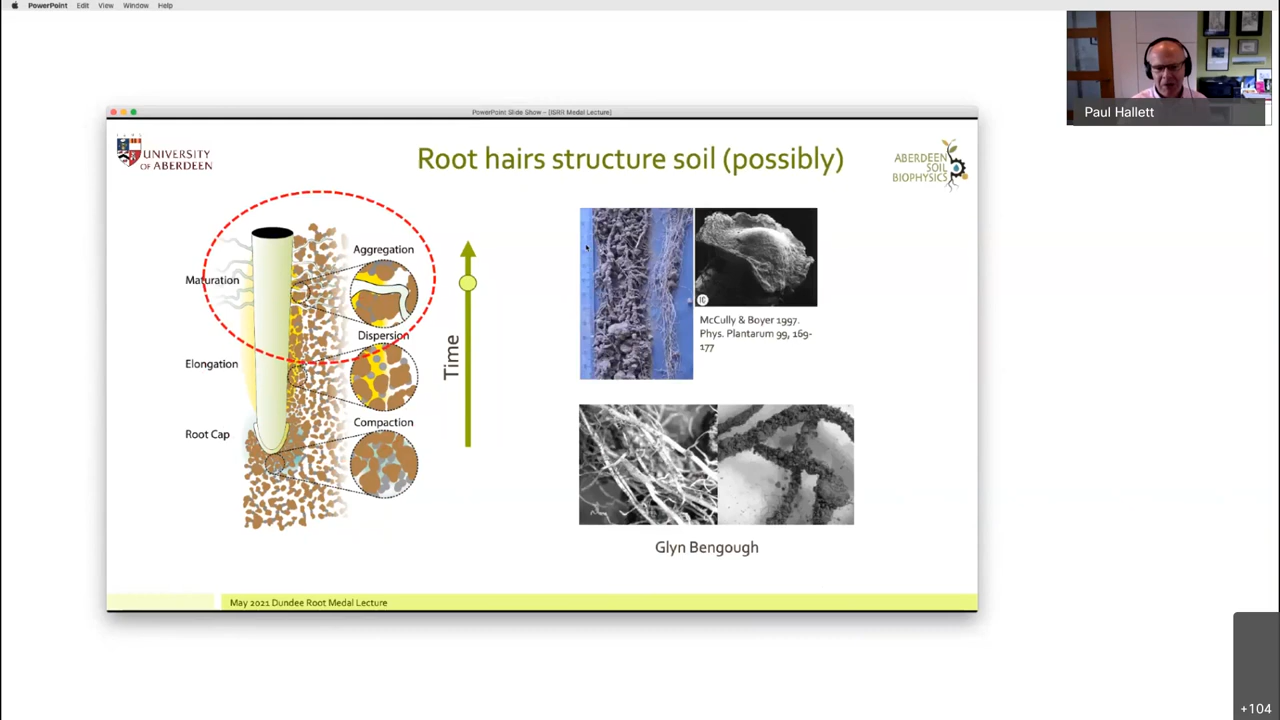 PowerPoint Edit View Window Help
PowerPoint Slide Show - [ISRR Medal Lecture]
Paul Hallett
UNIVERSITY
OF ABERDEEN
Root hairs structure soil (possibly)
ABERDEEN
SOIL
BIOPHYSICS
Maturation
Elongation
Root Cap
Aggregation
Dispersion
Compaction
Time
McCully & Boyer 1997.
Phys. Plantarum 99, 169-
177
Glyn Bengough
May 2021 Dundee Root Medal Lecture
+104